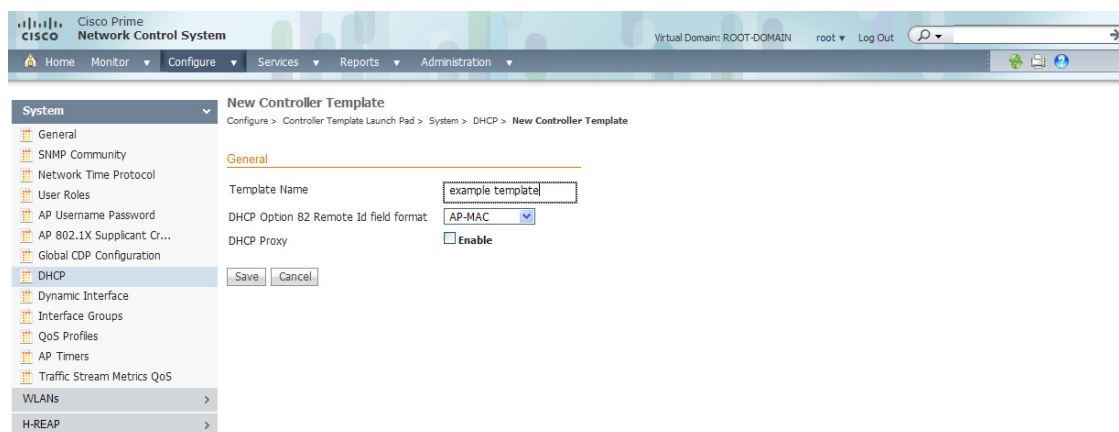 Cisco Prime
CISCO Network Control System
Virtual Domain: ROOT-DOMAIN root Log Out
Home Monitor Configure Services Reports Administration
System
General
SNMP Community
Network Time Protocol
User Roles
AP Username Password
AP 802.1X Supplicant Cr...
Global CDP Configuration
DHCP
Dynamic Interface
Interface Groups
QoS Profiles
AP Timers
Traffic Stream Metrics QoS
WLANs
H-REAP
New Controller Template
Configure > Controller Template Launch Pad > System > DHCP > New Controller Template
General
Template Name example template
DHCP Option 82 Remote Id field format AP-MAC
DHCP Proxy Enable
Save Cancel